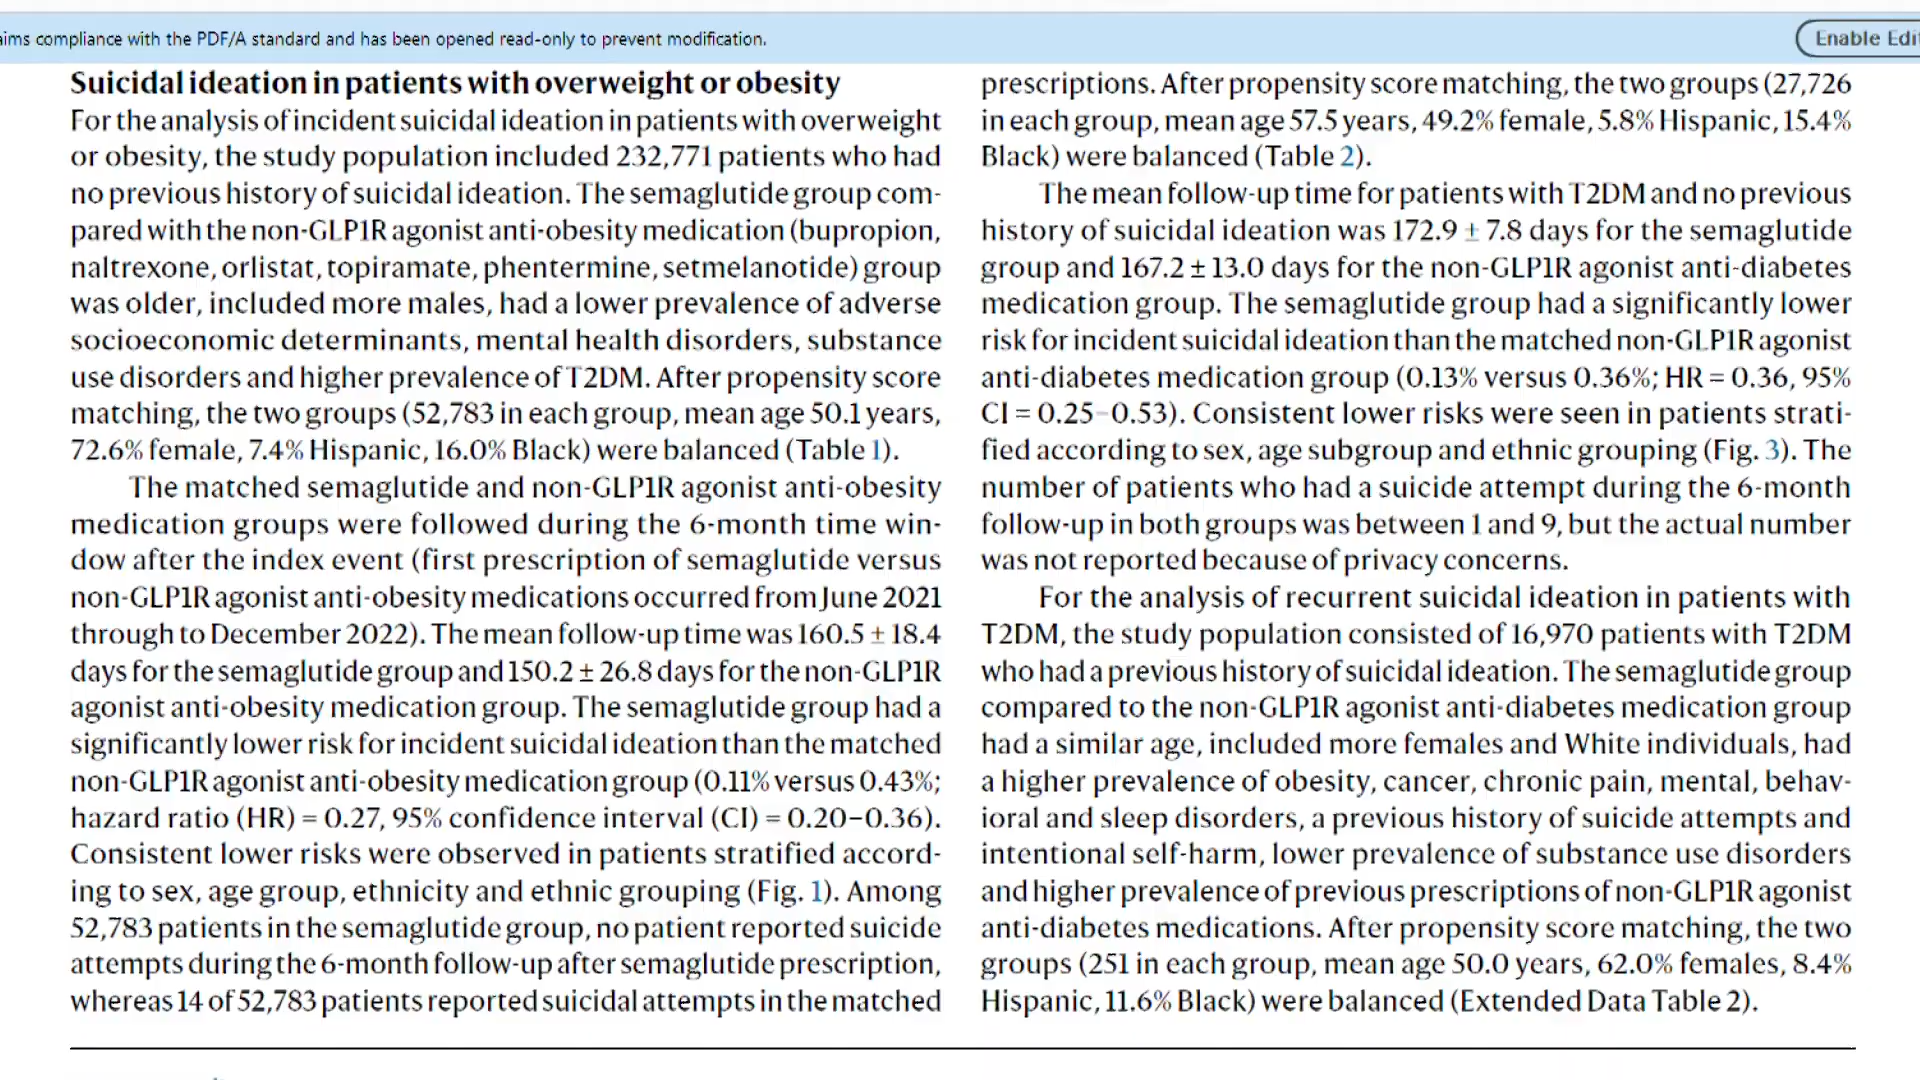 aims compliance with the PDF/A standard and has been opened read-only to prevent modification.
Enable Edi
Suicidal ideation in patients with overweight or obesity
For the analysis of incident suicidal ideation in patients with overweight
or obesity, the study population included 232,771 patients who had
no previous history of suicidal ideation. The semaglutide group com-
pared with the non-GLP1R agonist anti-obesity medication (bupropion,
naltrexone, orlistat, topiramate, phentermine, setmelanotide) group
was older, included more males, had a lower prevalence of adverse
socioeconomic determinants, mental health disorders, substance
use disorders and higher prevalence of T2DM. After propensity score
matching, the two groups (52,783 in each group, mean age 50.1 years,
72.6% female, 7.4% Hispanic, 16.0% Black) were balanced (Table 1).
The matched semaglutide and non-GLP1R agonist anti-obesity
medication groups were followed during the 6-month time win-
dow after the index event (first prescription of semaglutide versus
non-GLP1R agonist anti-obesity medications occurred from June 2021
through to December 2022). The mean follow-up time was 160.5 ± 18.4
days for the semaglutide group and 150.2 ± 26.8 days for the non-GLP1R
agonist anti-obesity medication group. The semaglutide group had a
significantly lower risk for incident suicidal ideation than the matched
non-GLP1R agonist anti-obesity medication group (0.11% versus 0.43%;
hazard ratio (HR) = 0.27, 95% confidence interval (CI) = 0.20–0.36).
Consistent lower risks were observed in patients stratified accord-
ing to sex, age group, ethnicity and ethnic grouping (Fig. 1). Among
52,783 patients in the semaglutide group, no patient reported suicide
attempts during the 6-month follow-up after semaglutide prescription,
whereas 14 of 52,783 patients reported suicidal attempts in the matched
prescriptions. After propensity score matching, the two groups (27,726
in each group, mean age 57.5 years, 49.2% female, 5.8% Hispanic, 15.4%
Black) were balanced (Table 2).
The mean follow-up time for patients with T2DM and no previous
history of suicidal ideation was 172.9 ± 7.8 days for the semaglutide
group and 167.2 ± 13.0 days for the non-GLP1R agonist anti-diabetes
medication group. The semaglutide group had a significantly lower
risk for incident suicidal ideation than the matched non-GLP1R agonist
anti-diabetes medication group (0.13% versus 0.36%; HR = 0.36, 95%
CI = 0.25–0.53). Consistent lower risks were seen in patients strati-
fied according to sex, age subgroup and ethnic grouping (Fig. 3). The
number of patients who had a suicide attempt during the 6-month
follow-up in both groups was between 1 and 9, but the actual number
was not reported because of privacy concerns.
For the analysis of recurrent suicidal ideation in patients with
T2DM, the study population consisted of 16,970 patients with T2DM
who had a previous history of suicidal ideation. The semaglutide group
compared to the non-GLP1R agonist anti-diabetes medication group
had a similar age, included more females and White individuals, had
a higher prevalence of obesity, cancer, chronic pain, mental, behav-
ioral and sleep disorders, a previous history of suicide attempts and
intentional self-harm, lower prevalence of substance use disorders
and higher prevalence of previous prescriptions of non-GLP1R agonist
anti-diabetes medications. After propensity score matching, the two
groups (251 in each group, mean age 50.0 years, 62.0% females, 8.4%
Hispanic, 11.6% Black) were balanced (Extended Data Table 2).